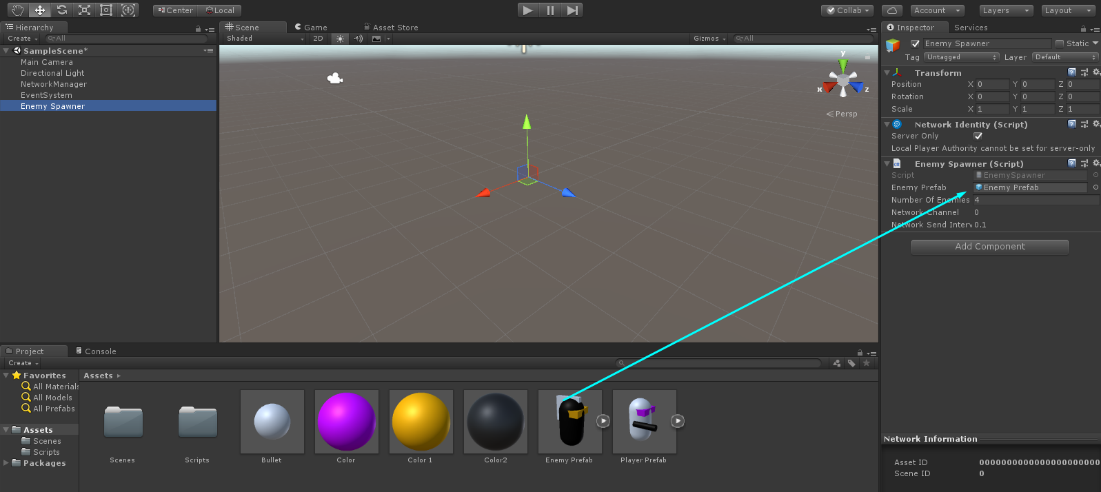 Center Local Collab Account Layers Layout
Hierarchy
Create All
SampleScene*
Main Camera
Directional Light
NetworkManager
EventSystem
Enemy Spawner
Scene Game Asset Store
Shaded 2D Gizmos All
y
x z
< Persp
Inspector Services
Enemy Spawner Static
Tag Untagged Layer Default
Transform
Position X 0 Y 0 Z 0
Rotation X 0 Y 0 Z 0
Scale X 1 Y 1 Z 1
Network Identity (Script)
Server Only
Local Player Authority cannot be set for server-only
Enemy Spawner (Script)
Script EnemySpawner
Enemy Prefab Enemy Prefab
Number Of Enemies 4
Network Channel 0
Network Send Interv 0.1
Add Component
Project Console
Create
Favorites
All Materials
All Models
All Prefabs
Assets
Scenes
Scripts
Packages
Assets
Scenes Scripts Bullet Color Color 1 Color2 Enemy Prefab Player Prefab
Network Information
Asset ID
Scene ID 0